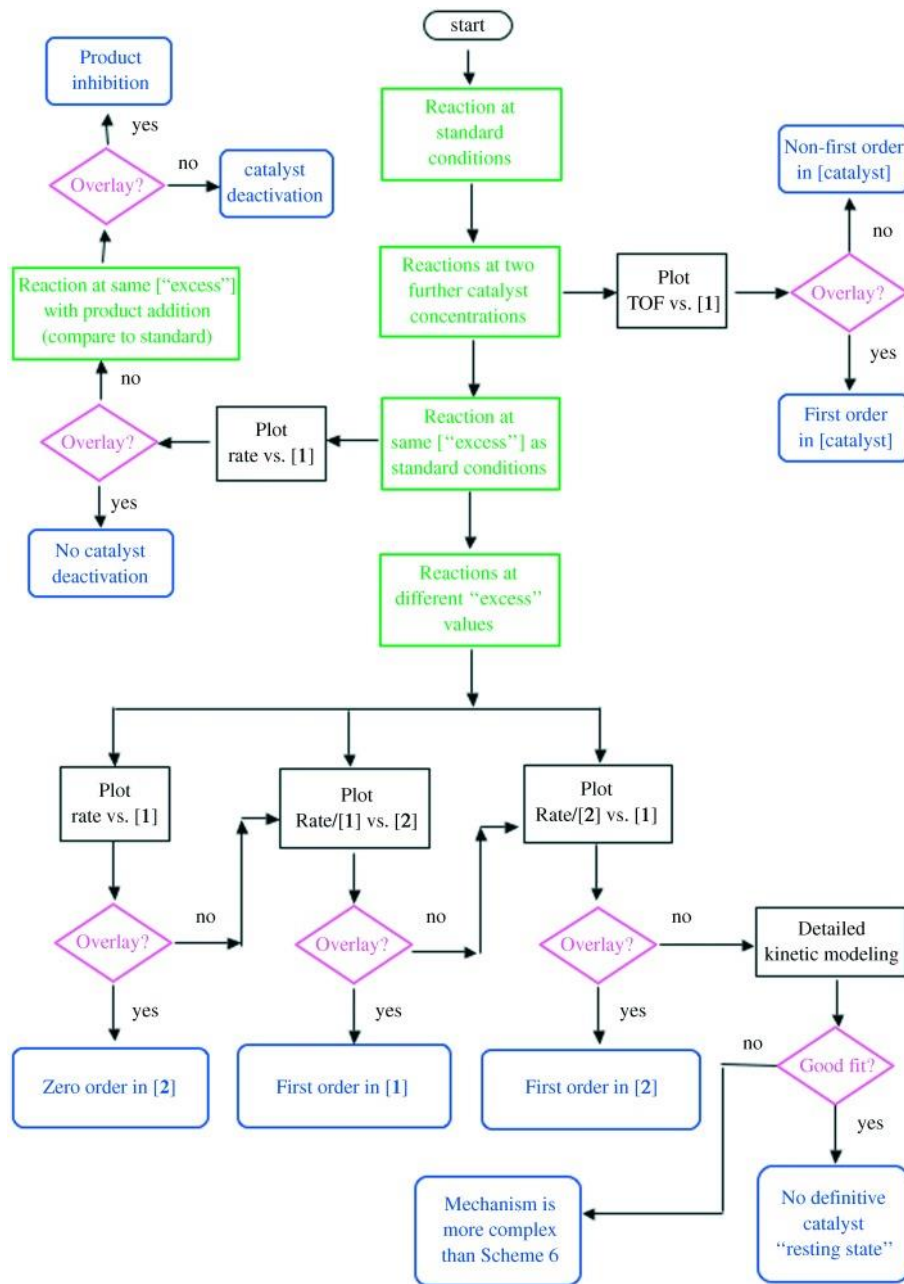 start
Product
inhibition
Reaction at
standard
conditions
yes
Non-first order
in [catalyst]
no
Overlay?
catalyst
deactivation
no
Reaction at same [“excess”]
with product addition
(compare to standard)
Reactions at two
further catalyst
concentrations
Plot
TOF vs. [1]
Overlay?
yes
no
Overlay?
Plot
rate vs. [1]
Reaction at
same [“excess”] as
standard conditions
First order
in [catalyst]
yes
No catalyst
deactivation
Reactions at
different “excess”
values
Plot
rate vs. [1]
Plot
Rate/[1] vs. [2]
Plot
Rate/[2] vs. [1]
Overlay?
no
Overlay?
no
Overlay?
no
Detailed
kinetic modeling
yes
yes
yes
Zero order in [2]
First order in [1]
First order in [2]
no
Good fit?
yes
Mechanism is
more complex
than Scheme 6
No definitive
catalyst
“resting state”